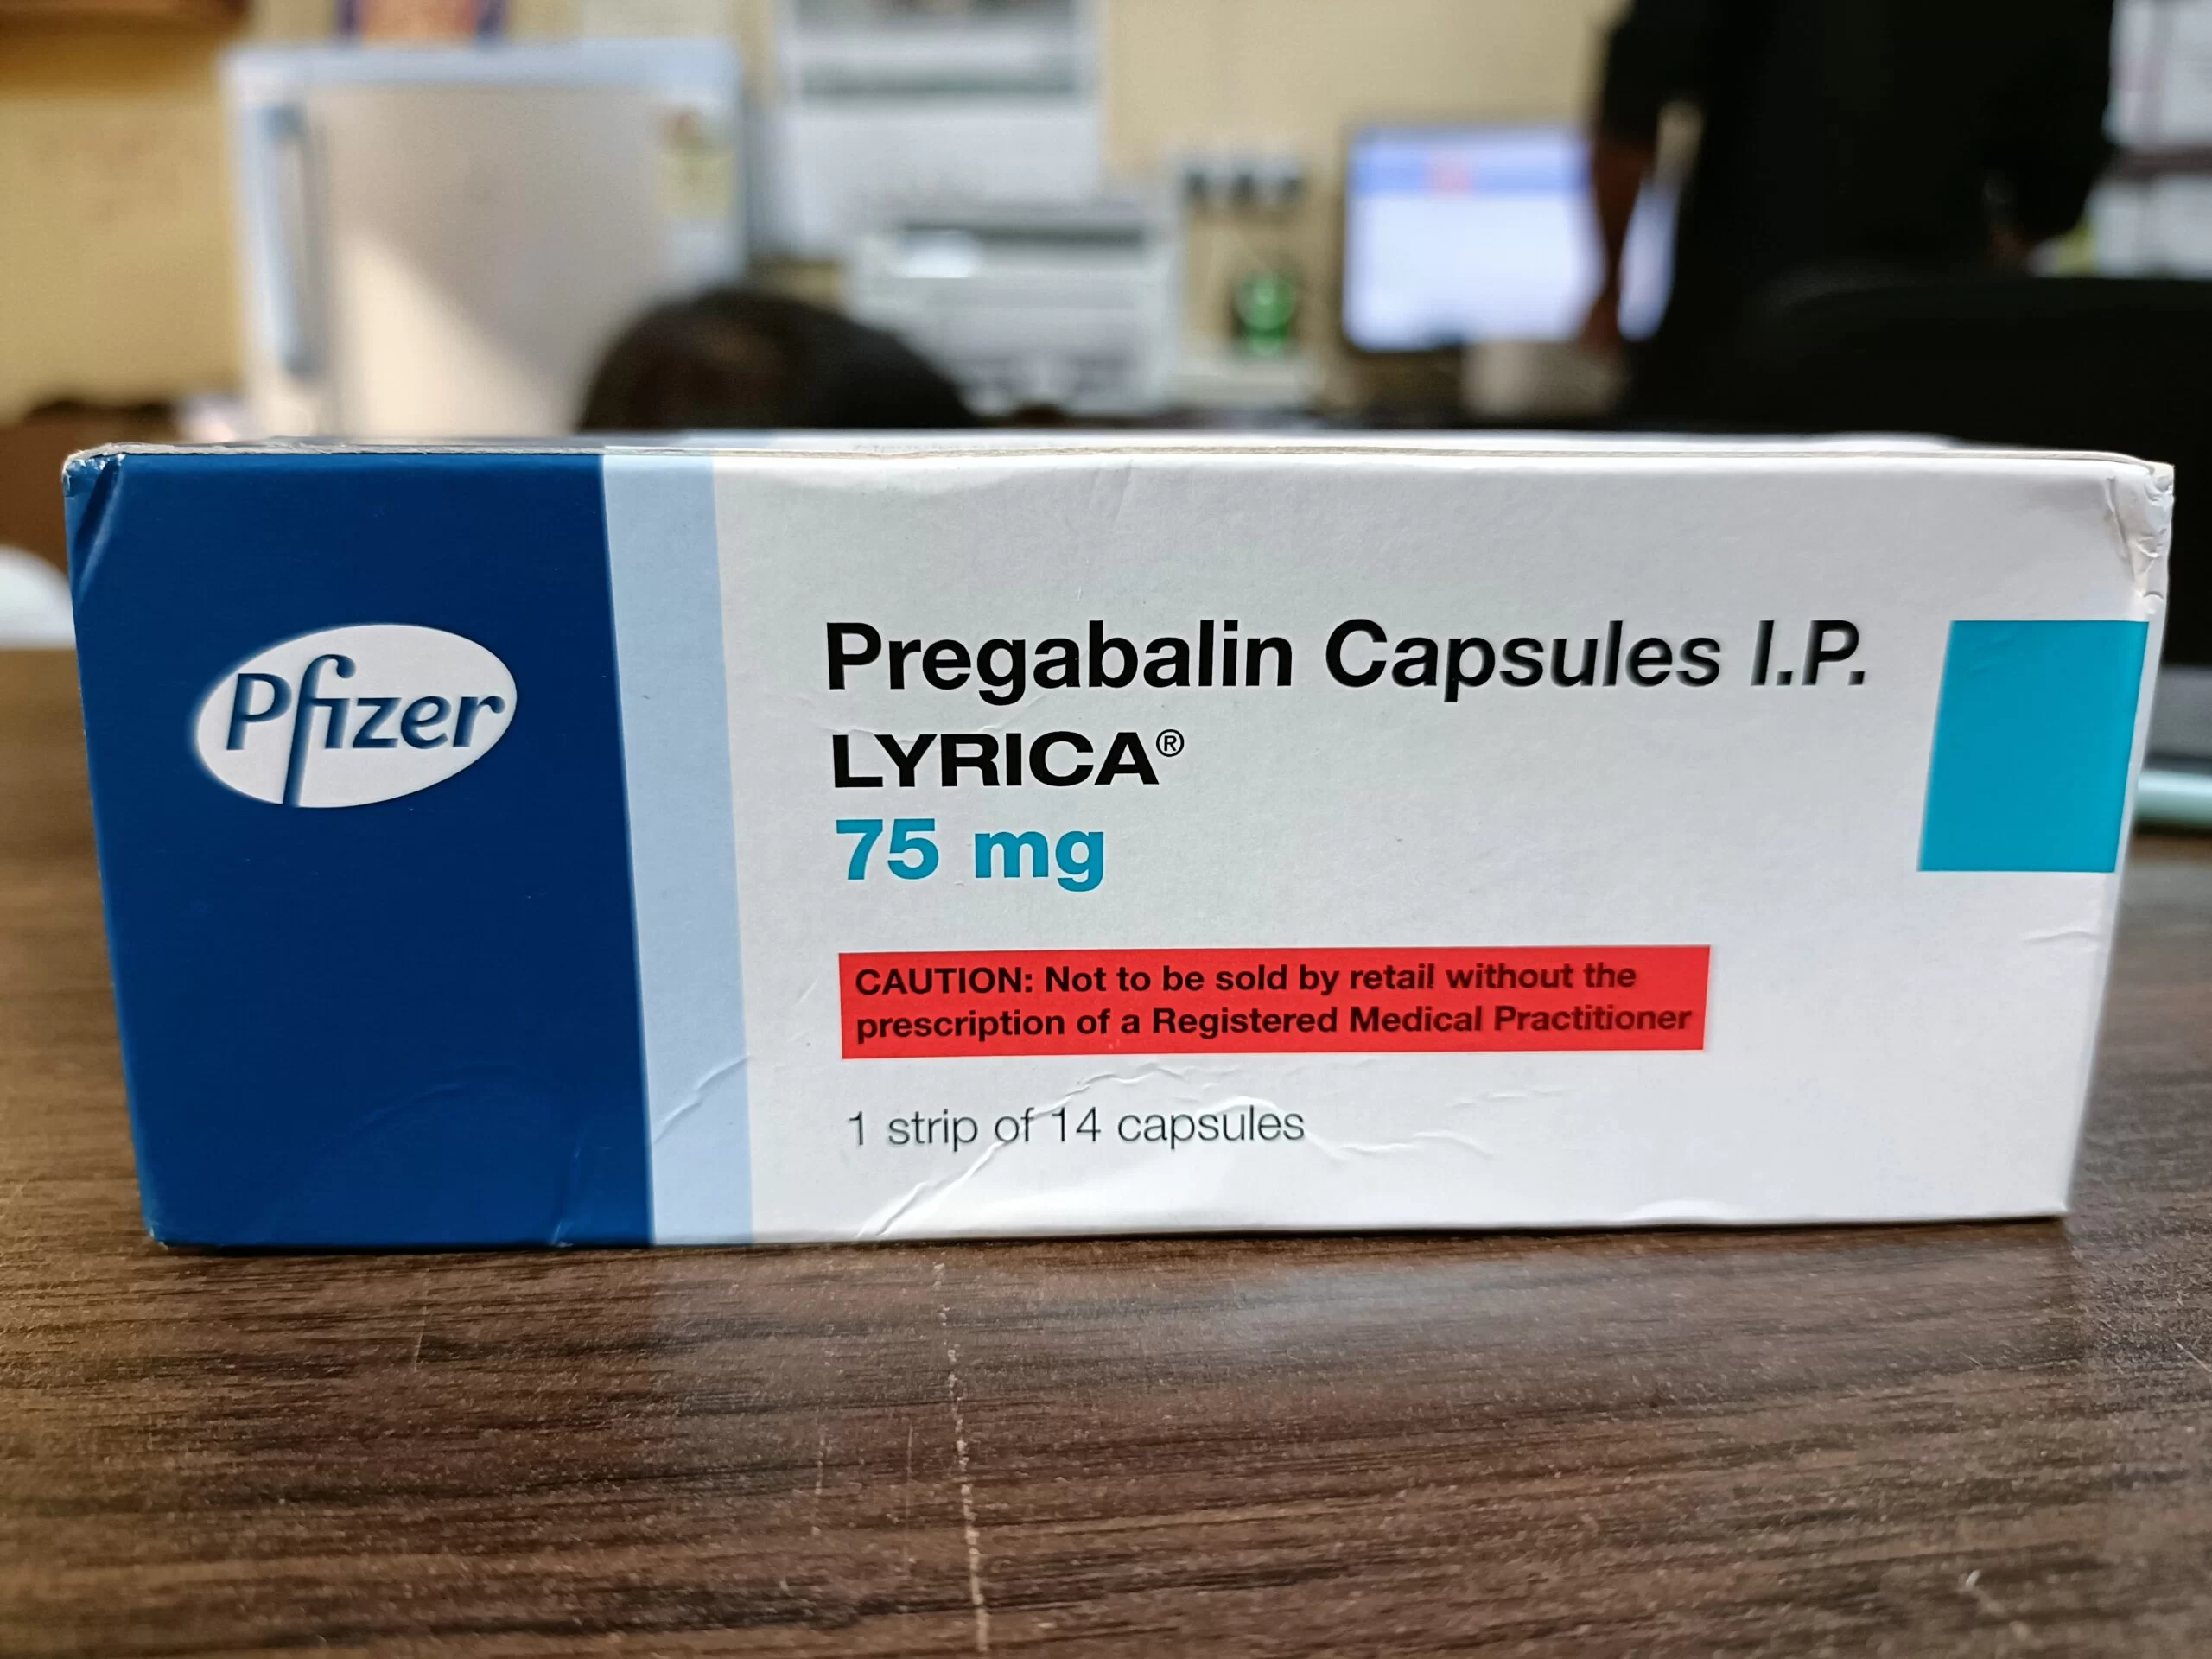 Pfizer
Pregabalin Capsules I.P.
LYRICA®
75 mg
CAUTION: Not to be sold by retail without the
prescription of a Registered Medical Practitioner
1 strip of 14 capsules